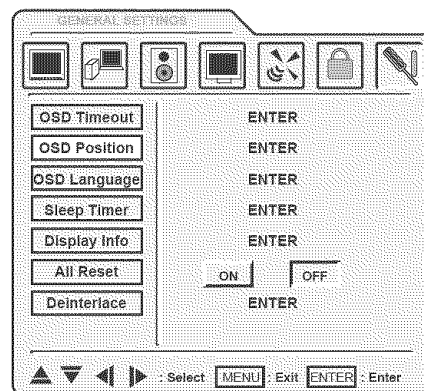 GENERAL SETTINGS
OSD Timeout ENTER
OSD Position ENTER
OSD Language ENTER
Sleep Timer ENTER
Display Info ENTER
All Reset ON OFF
Deinterlace ENTER
: Select MENU : Exit ENTER : Enter